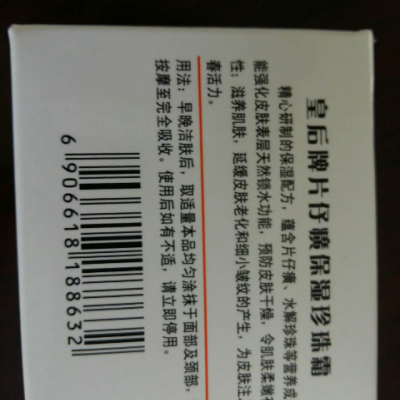 皇后牌片仔癀保湿珍珠霜
精心研制的保湿配方，蕴含片仔癀、水解珍珠等营养成
能强化皮肤表层天然锁水功能，预防皮肤干燥，令肌肤柔嫩有
性；滋养肌肤，延缓皮肤老化和细小皱纹的产生，为皮肤注入
春活力。
用法：早晚洁肤后，取适量本品均匀涂抹于面部及颈部，
按摩至完全吸收。使用后如有不适，请立即停用。
6 906618 188632